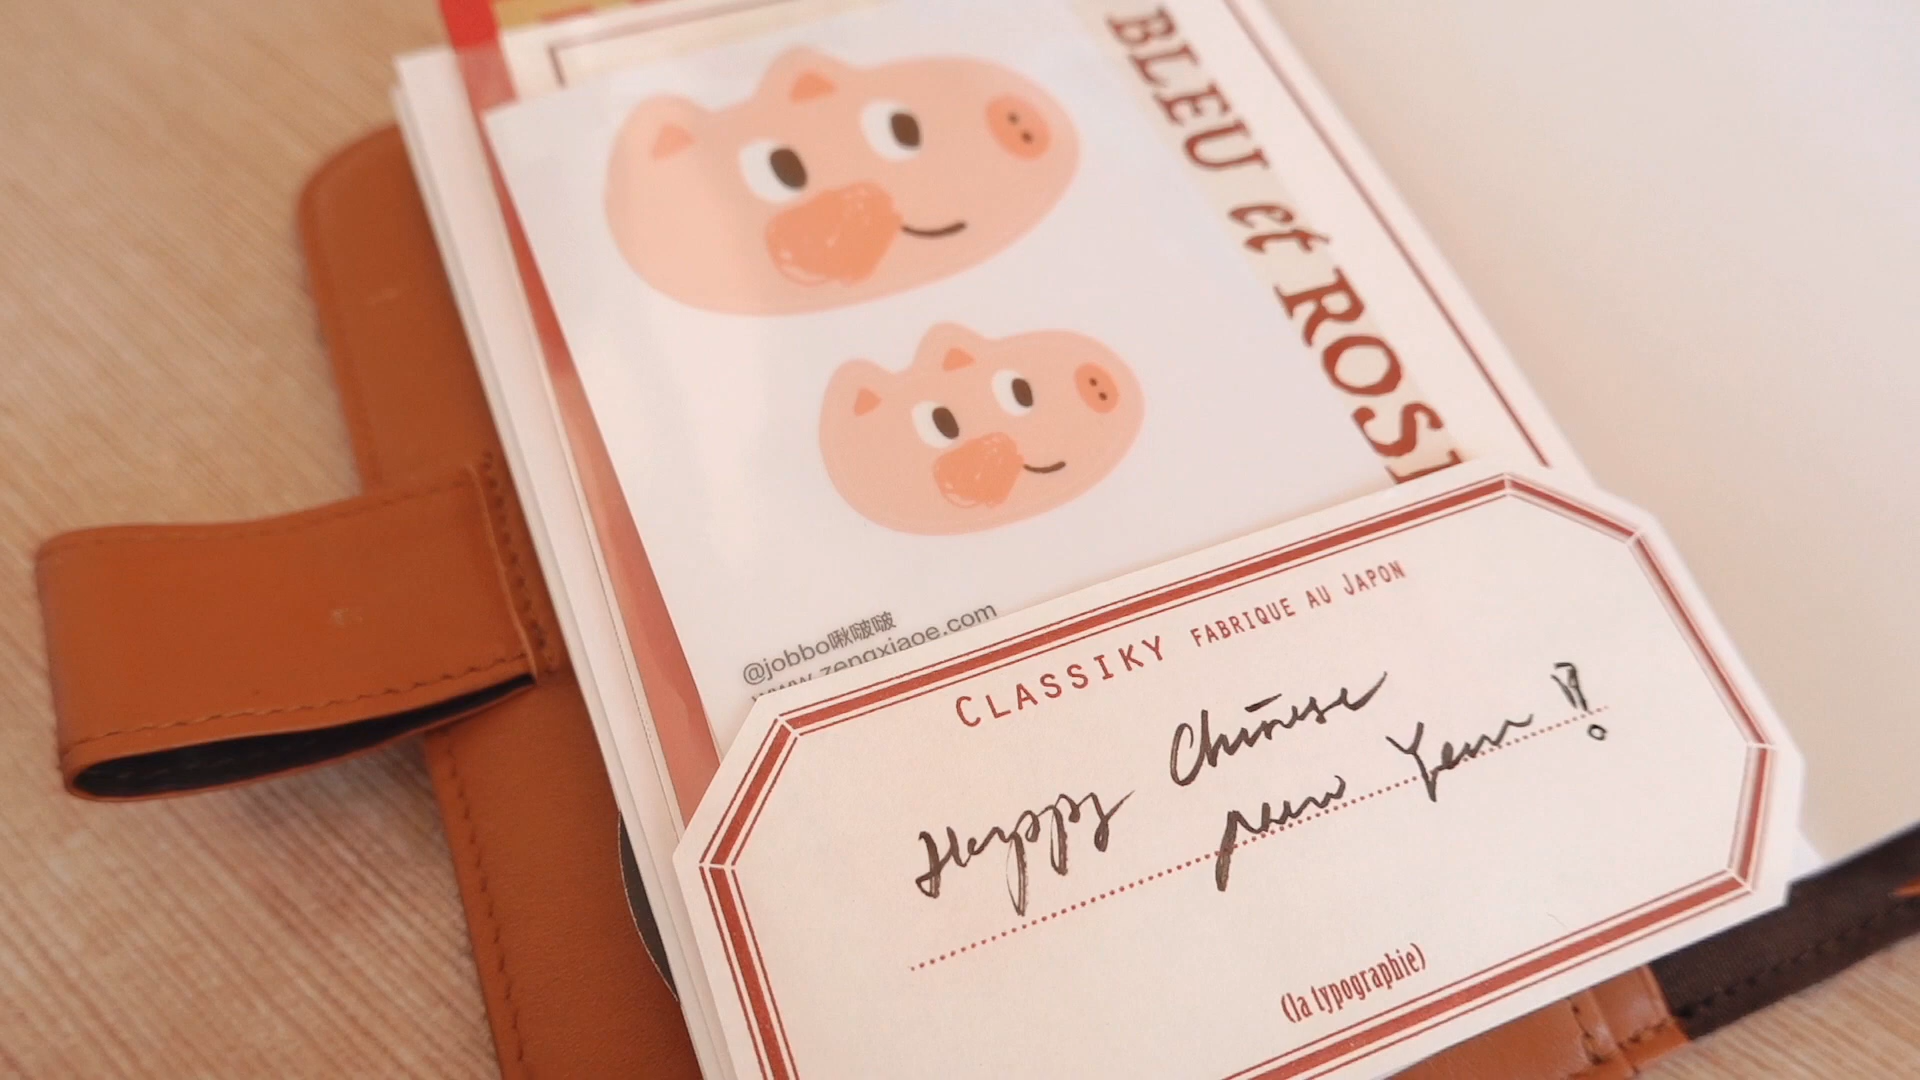 BLEU et ROS
@jobbo啾啵啵
www.zengxiaoe.com
CLASSIKY FABRIQUE AU JAPON
Happy Chinese
new Year !!
(la typographie)